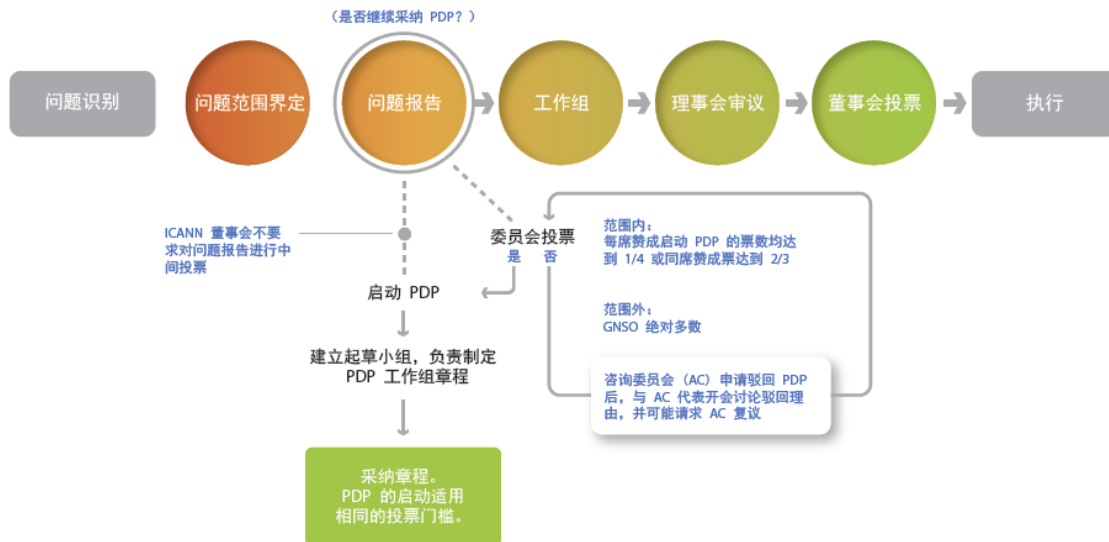 （是否继续采纳 PDP？）
问题识别
问题范围界定
问题报告
工作组
理事会审议
董事会投票
执行
ICANN 董事会不要
求对问题报告进行中
间投票
委员会投票
是 否
范围内：
每席赞成启动 PDP 的票数均达
到 1/4 或同席赞成票达到 2/3
启动 PDP
范围外：
GNSO 绝对多数
建立起草小组，负责制定
PDP 工作组章程
咨询委员会（AC）申请驳回 PDP
后，与 AC 代表开会讨论驳回理
由，并可能请求 AC 复议
采纳章程。
PDP 的启动适用
相同的投票门槛。